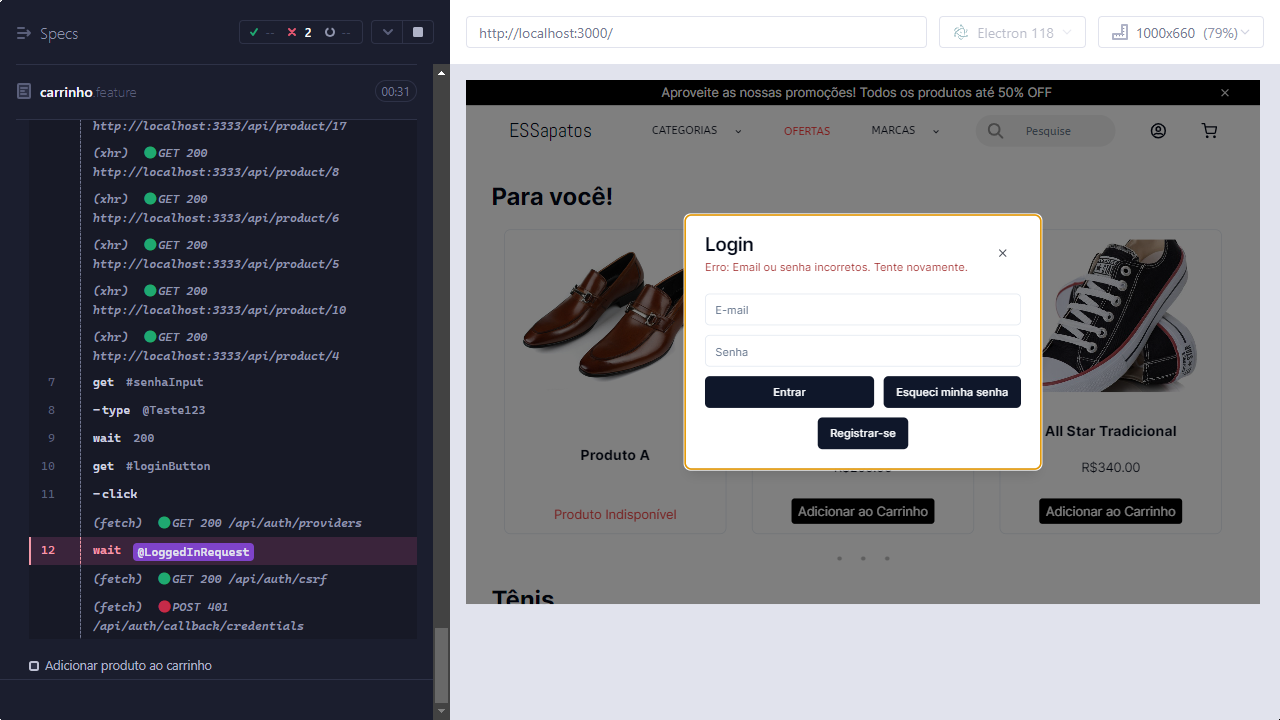 Specs
-- 2 --
carrinho.feature
00:31
http://localhost:3333/api/product/17
(xhr) GET 200
http://localhost:3333/api/product/8
(xhr) GET 200
http://localhost:3333/api/product/6
(xhr) GET 200
http://localhost:3333/api/product/5
(xhr) GET 200
http://localhost:3333/api/product/10
(xhr) GET 200
http://localhost:3333/api/product/4
7 get #senhaInput
8 -type @Teste123
9 wait 200
10 get #loginButton
11 -click
(fetch) GET 200 /api/auth/providers
12 wait @LoggedInRequest
(fetch) GET 200 /api/auth/csrf
(fetch) POST 401
/api/auth/callback/credentials
Adicionar produto ao carrinho
http://localhost:3000/
Electron 118
1000x660 (79%)
Aproveite as nossas promoções! Todos os produtos até 50% OFF
ESSapatos
CATEGORIAS
OFERTAS
MARCAS
Pesquise
Para você!
Login
Erro: Email ou senha incorretos. Tente novamente.
E-mail
Senha
Entrar
Esqueci minha senha
Registrar-se
Produto A
Produto Indisponível
Adicionar ao Carrinho
All Star Tradicional
R$340.00
Adicionar ao Carrinho
Tênis